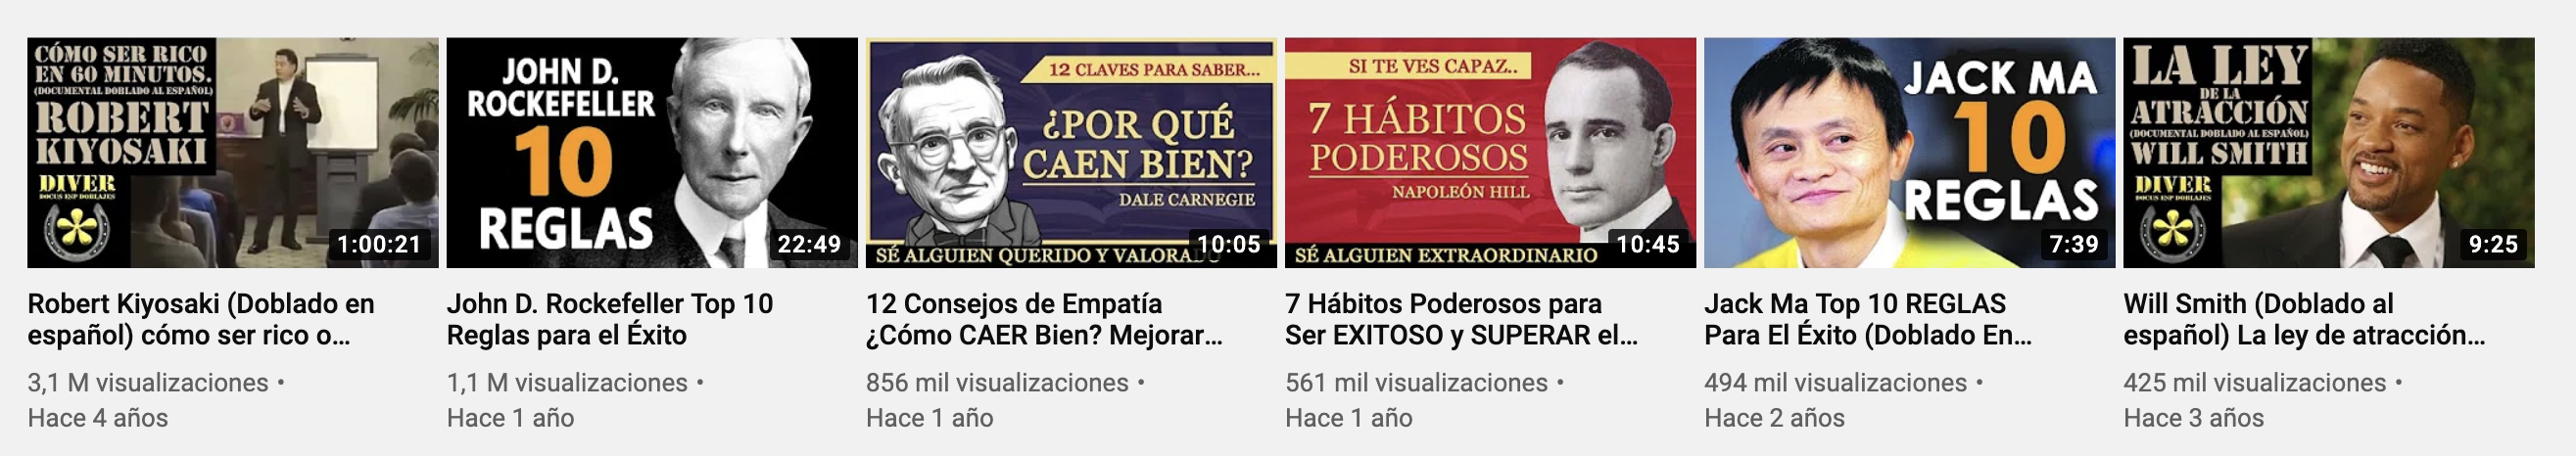 CÓMO SER RICO
EN 60 MINUTOS.
(DOCUMENTAL DOBLADO AL ESPAÑOL)
ROBERT
KIYOSAKI
DIVER
DOCUS ESP DOBLAJES
1:00:21
Robert Kiyosaki (Doblado en
español) cómo ser rico o...
3,1 M visualizaciones •
Hace 4 años
JOHN D.
ROCKEFELLER
10
REGLAS
22:49
John D. Rockefeller Top 10
Reglas para el Éxito
1,1 M visualizaciones •
Hace 1 año
12 CLAVES PARA SABER...
¿POR QUÉ
CAEN BIEN?
DALE CARNEGIE
SÉ ALGUIEN QUERIDO Y VALORADO
10:05
12 Consejos de Empatía
¿Cómo CAER Bien? Mejorar...
856 mil visualizaciones •
Hace 1 año
SI TE VES CAPAZ..
7 HÁBITOS
PODEROSOS
NAPOLEÓN HILL
SÉ ALGUIEN EXTRAORDINARIO
10:45
7 Hábitos Poderosos para
Ser EXITOSO y SUPERAR el...
561 mil visualizaciones •
Hace 1 año
JACK MA
10
REGLAS
7:39
Jack Ma Top 10 REGLAS
Para El Éxito (Doblado En...
494 mil visualizaciones •
Hace 2 años
LA LEY
DE LA
ATRACCIÓN
(DOCUMENTAL DOBLADO AL ESPAÑOL)
WILL SMITH
DIVER
DOCUS ESP DOBLAJES
9:25
Will Smith (Doblado al
español) La ley de atracción...
425 mil visualizaciones •
Hace 3 años